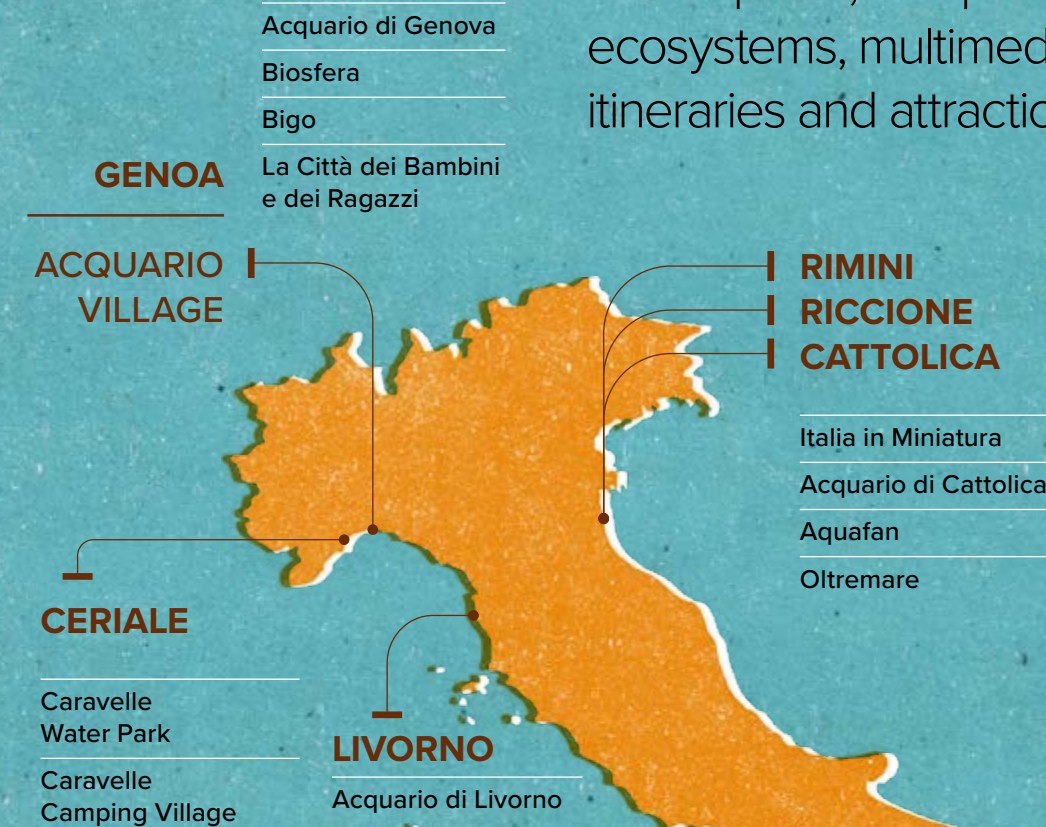 Acquario di Genova
Biosfera
Bigo
La Città dei Bambini
e dei Ragazzi
ecosystems,
itineraries and
GENOA
ACQUARIO
VILLAGE
RIMINI
RICCIONE
CATTOLICA
Italia in Miniatura
Acquario di Cattolica
Aquafan
Oltremare
CERIALE
Caravelle
Water Park
Caravelle
Camping Village
LIVORNO
Acquario di Livorno